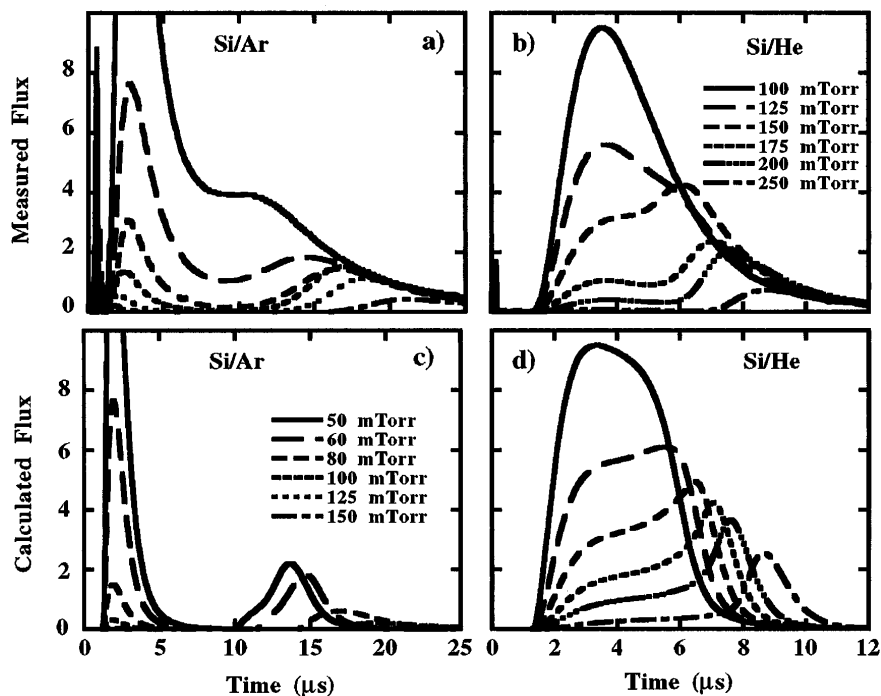 Measured Flux
8
6
4
2
0
Si/Ar
a)
b)
Si/He
100 mTorr
125 mTorr
150 mTorr
175 mTorr
200 mTorr
250 mTorr
Calculated Flux
8
6
4
2
0
Si/Ar
c)
50 mTorr
60 mTorr
80 mTorr
100 mTorr
125 mTorr
150 mTorr
d)
Si/He
0 5 10 15 20 25
Time (μs)
0 2 4 6 8 10 12
Time (μs)